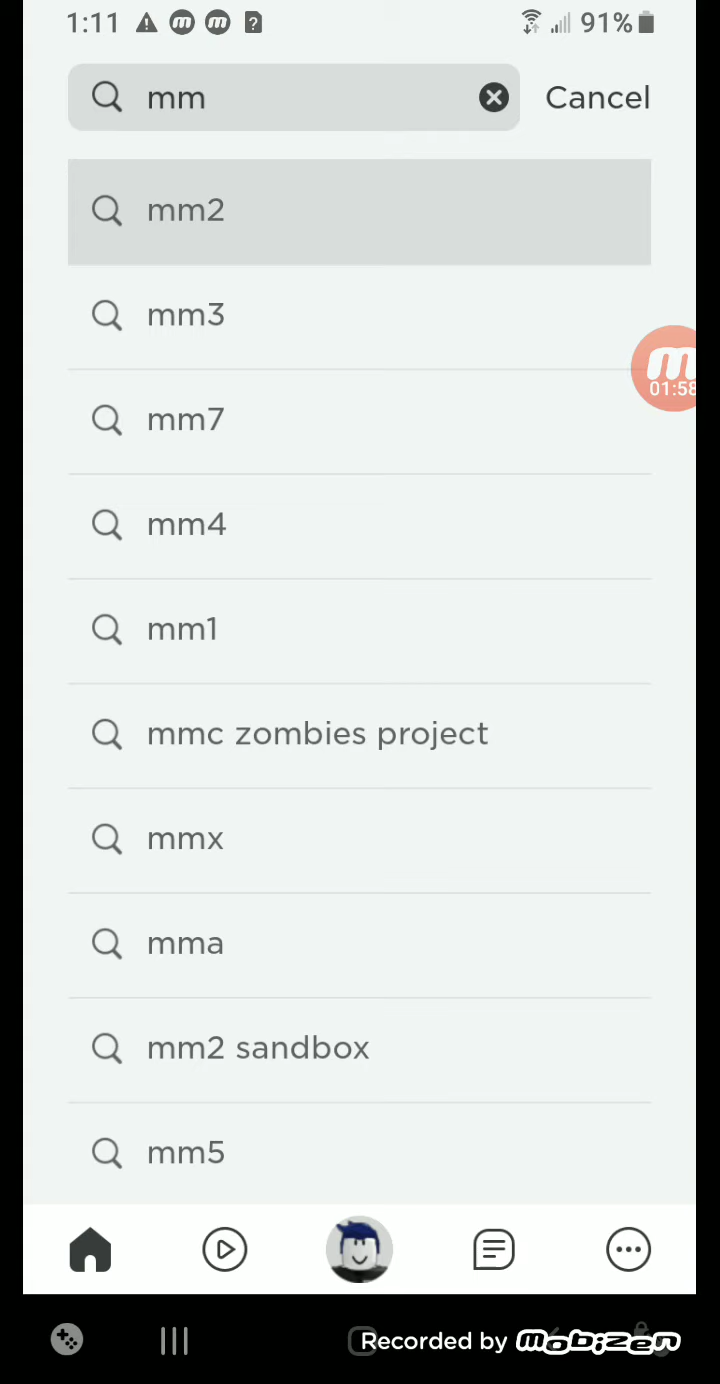 1:11 m m ? 91%
mm Cancel
mm2
mm3
m
01:58
mm7
mm4
mm1
mmc zombies project
mmx
mma
mm2 sandbox
mm5
Recorded by mobizen